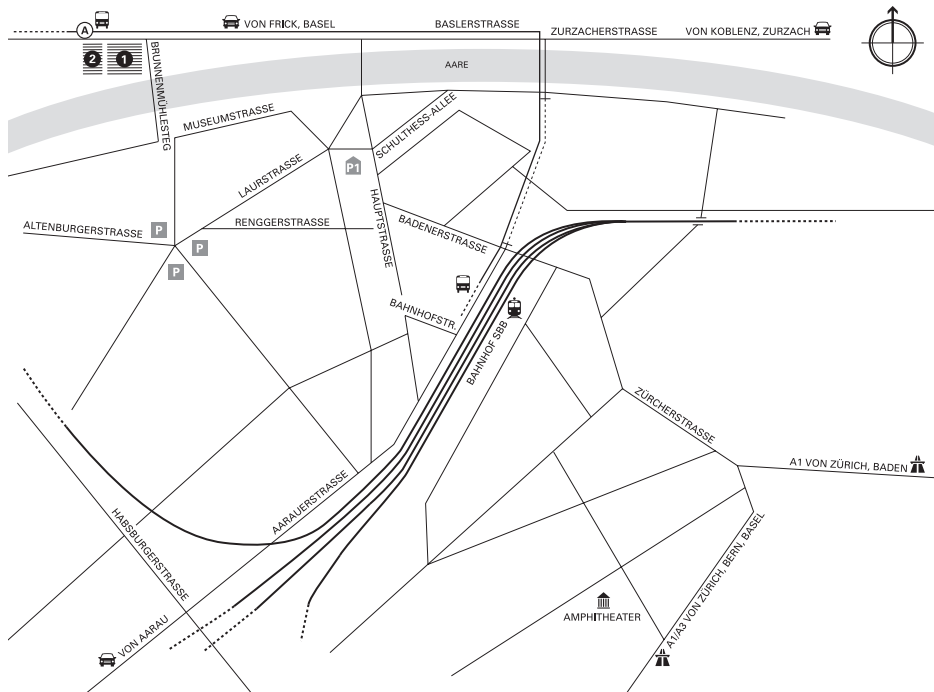 A
VON FRICK, BASEL
BASLERSTRASSE
ZURZACHERSTRASSE
VON KOBLENZ, ZURZACH
2
1
BRUNNENMÜHLESTEG
AARE
MUSEUMSTRASSE
SCHULTHESS-ALLEE
LAURSTRASSE
P1
HAUPTSTRASSE
ALTENBURGERSTRASSE
P
RENGGERSTRASSE
BADENERSTRASSE
P
P
BAHNHOFSTR.
BAHNHOF SBB
ZÜRCHERSTRASSE
A1 VON ZÜRICH, BADEN
AARAUERSTRASSE
HABSBURGERSTRASSE
A1/A3 VON ZÜRICH, BERN, BASEL
AMPHITHEATER
VON AARAU